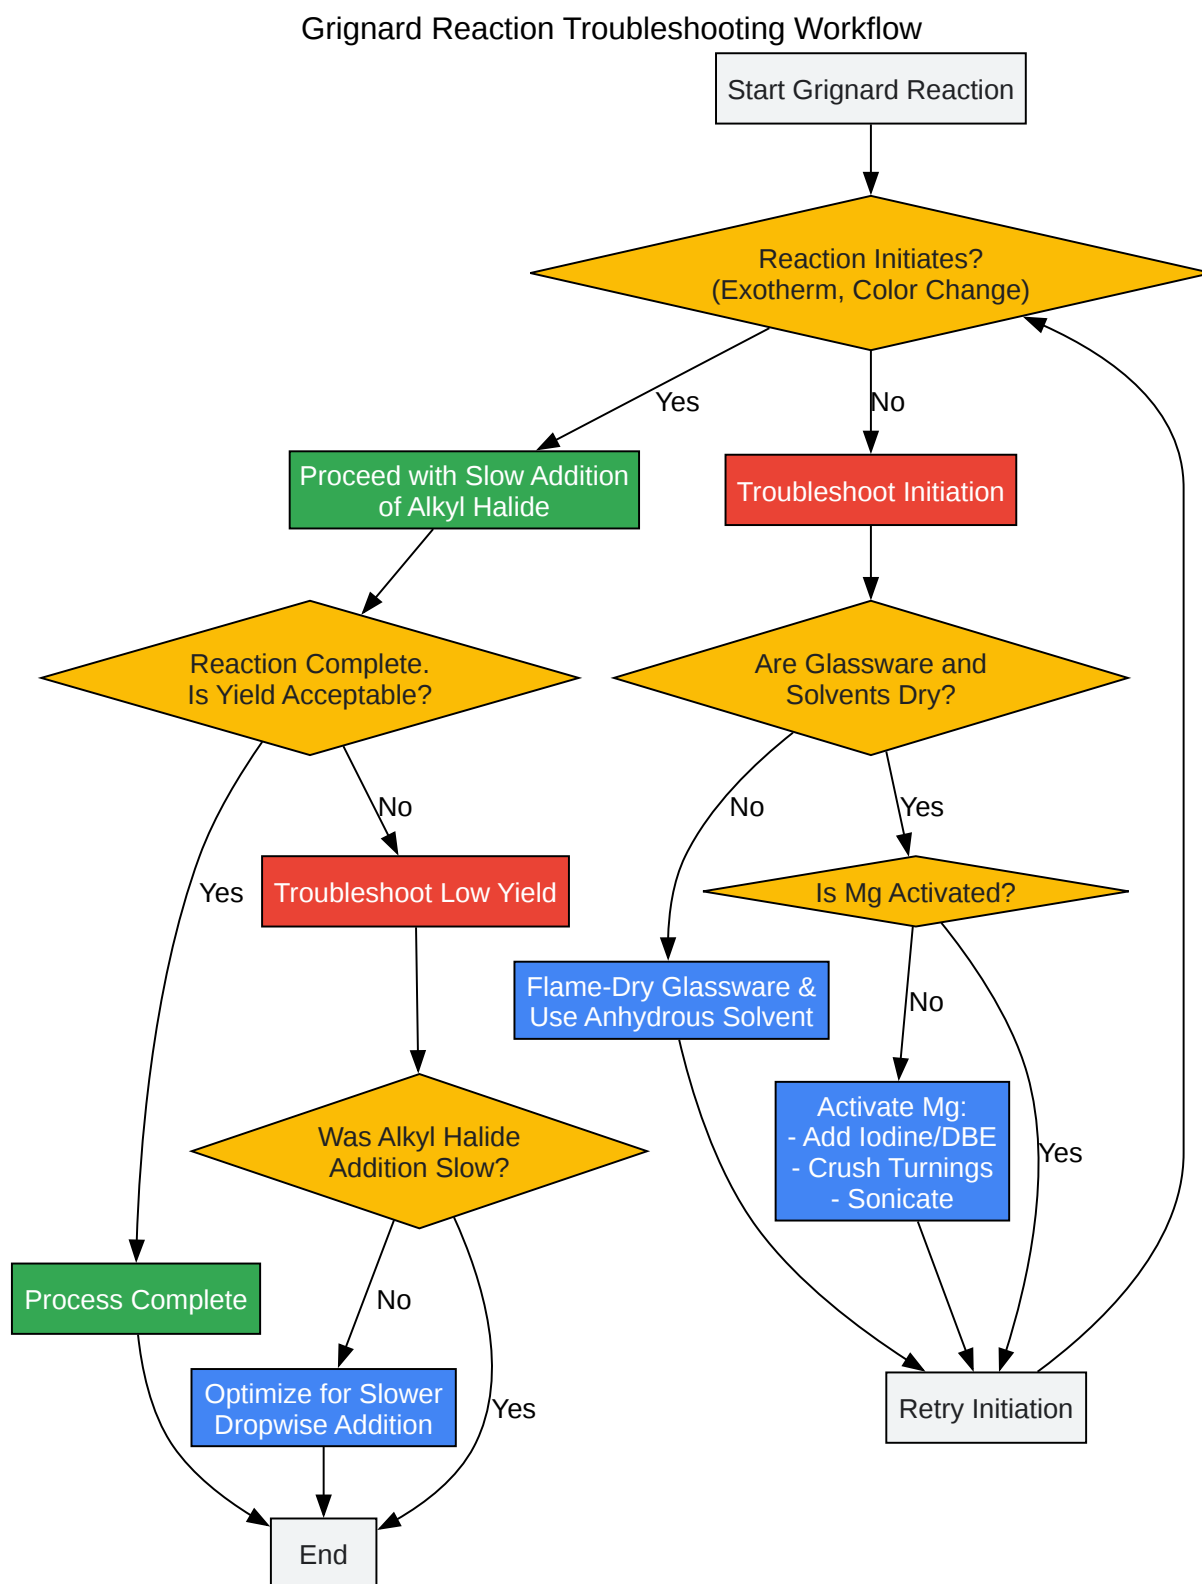 Grignard Reaction Troubleshooting Workflow
Start Grignard Reaction
Reaction Initiates?
(Exotherm, Color Change)
Yes
No
Proceed with Slow Addition
of Alkyl Halide
Troubleshoot Initiation
Reaction Complete.
Is Yield Acceptable?
Are Glassware and
Solvents Dry?
No
No
Yes
Yes
Troubleshoot Low Yield
Is Mg Activated?
Flame-Dry Glassware &
Use Anhydrous Solvent
No
Activate Mg:
- Add Iodine/DBE
- Crush Turnings
- Sonicate
Yes
Was Alkyl Halide
Addition Slow?
Process Complete
No
Optimize for Slower
Dropwise Addition
Yes
Retry Initiation
End